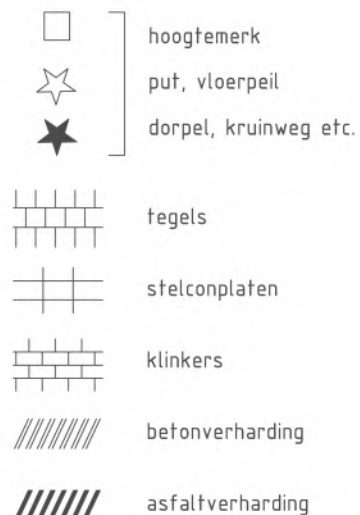 hoogtemerk
put, vloerpeil
dorpel, kruinweg etc.
tegels
stelconplaten
klinkers
betonverharding
asfaltverharding